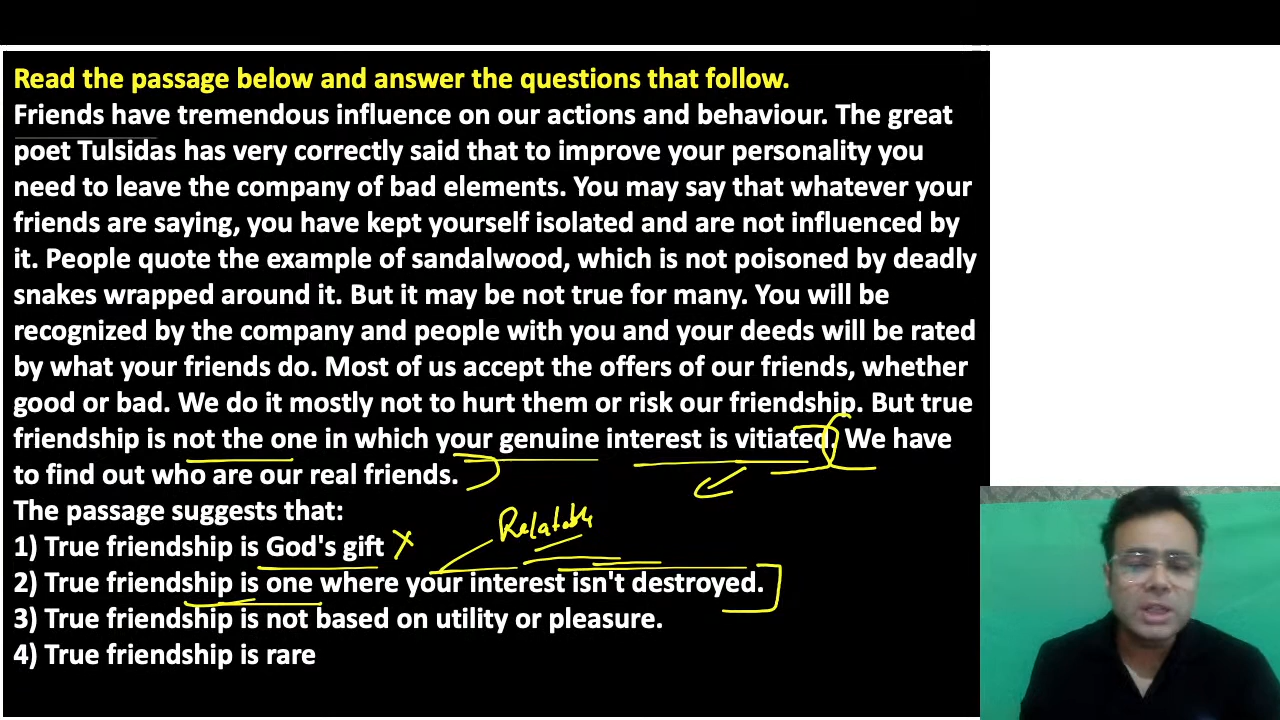 Read the passage below and answer the questions that follow.
Friends have tremendous influence on our actions and behaviour. The great
poet Tulsidas has very correctly said that to improve your personality you
need to leave the company of bad elements. You may say that whatever your
friends are saying, you have kept yourself isolated and are not influenced by
it. People quote the example of sandalwood, which is not poisoned by deadly
snakes wrapped around it. But it may be not true for many. You will be
recognized by the company and people with you and your deeds will be rated
by what your friends do. Most of us accept the offers of our friends, whether
good or bad. We do it mostly not to hurt them or risk our friendship. But true
friendship is not the one in which your genuine interest is vitiated. We have
to find out who are our real friends.
The passage suggests that:
Relatable
1) True friendship is God's gift X
2) True friendship is one where your interest isn't destroyed.
3) True friendship is not based on utility or pleasure.
4) True friendship is rare